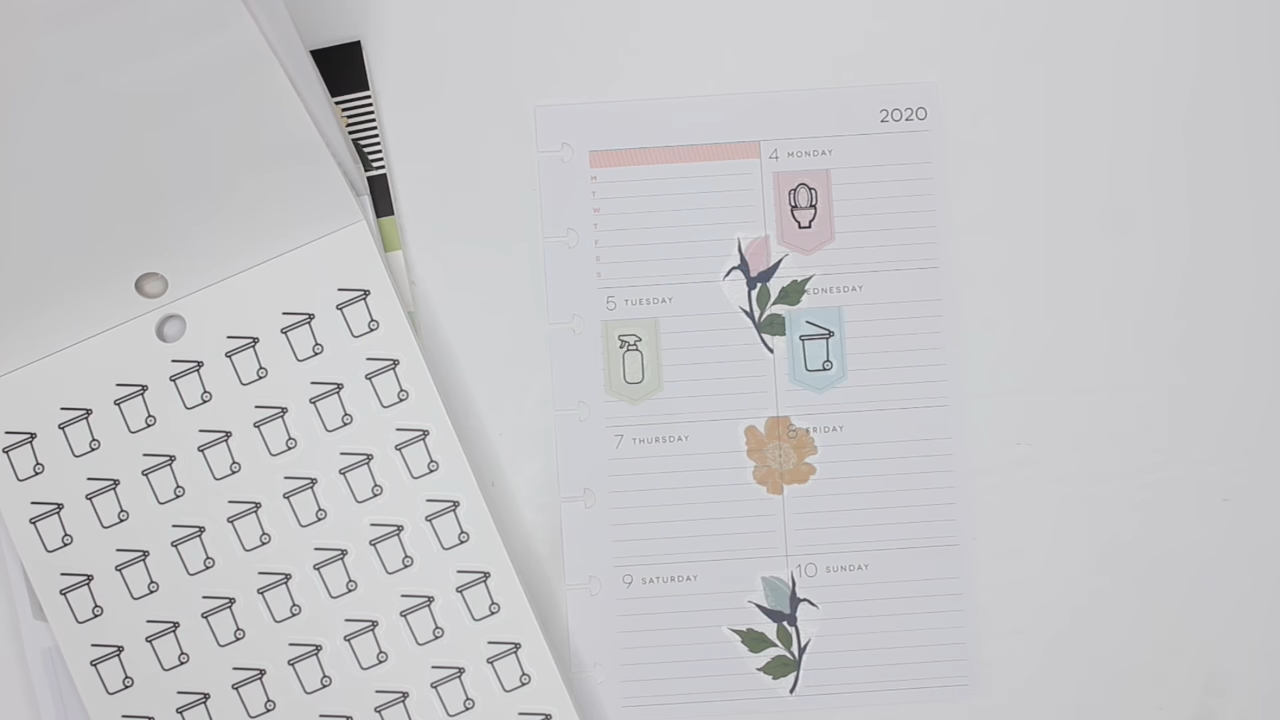 2020
4 MONDAY
M
T
W
T
F
S
S
5 TUESDAY
EDNESDAY
7 THURSDAY
8 FRIDAY
9 SATURDAY
10 SUNDAY